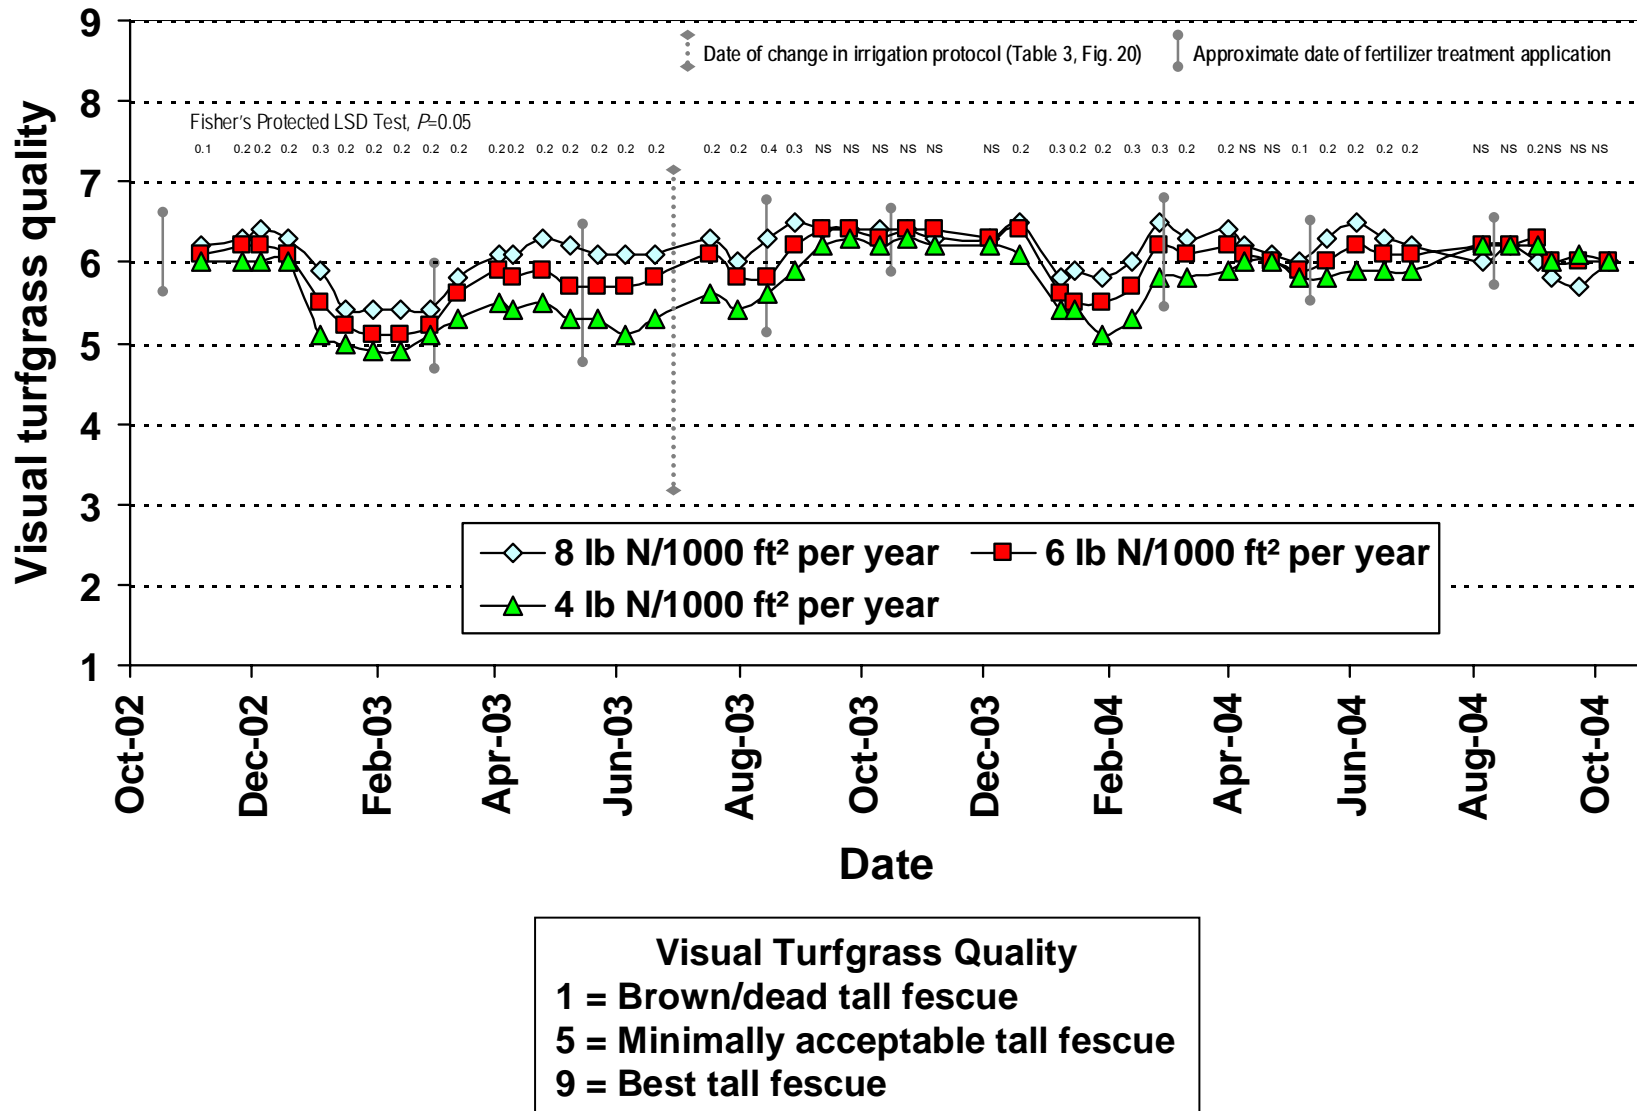 9
Date of change in irrigation protocol (Table 3, Fig. 20)
Approximate date of fertilizer treatment application
8
Fisher's Protected LSD Test, P=0.05
0.1 0.2 0.2 0.2 0.3 0.2 0.2 0.2 0.2 0.2 0.2 0.2 0.2 0.2 0.2 0.2 0.2 0.2 0.2 0.4 0.3 NS NS NS NS NS NS 0.2 0.3 0.2 0.2 0.3 0.3 0.2 0.2 NS NS 0.1 0.2 0.2 0.2 0.2 NS NS 0.2 NS NS NS
7
6
5
4
3
2
1
Visual turfgrass quality
8 lb N/1000 ft² per year
6 lb N/1000 ft² per year
4 lb N/1000 ft² per year
Oct-02
Dec-02
Feb-03
Apr-03
Jun-03
Aug-03
Oct-03
Dec-03
Feb-04
Apr-04
Jun-04
Aug-04
Oct-04
Date
Visual Turfgrass Quality
1 = Brown/dead tall fescue
5 = Minimally acceptable tall fescue
9 = Best tall fescue